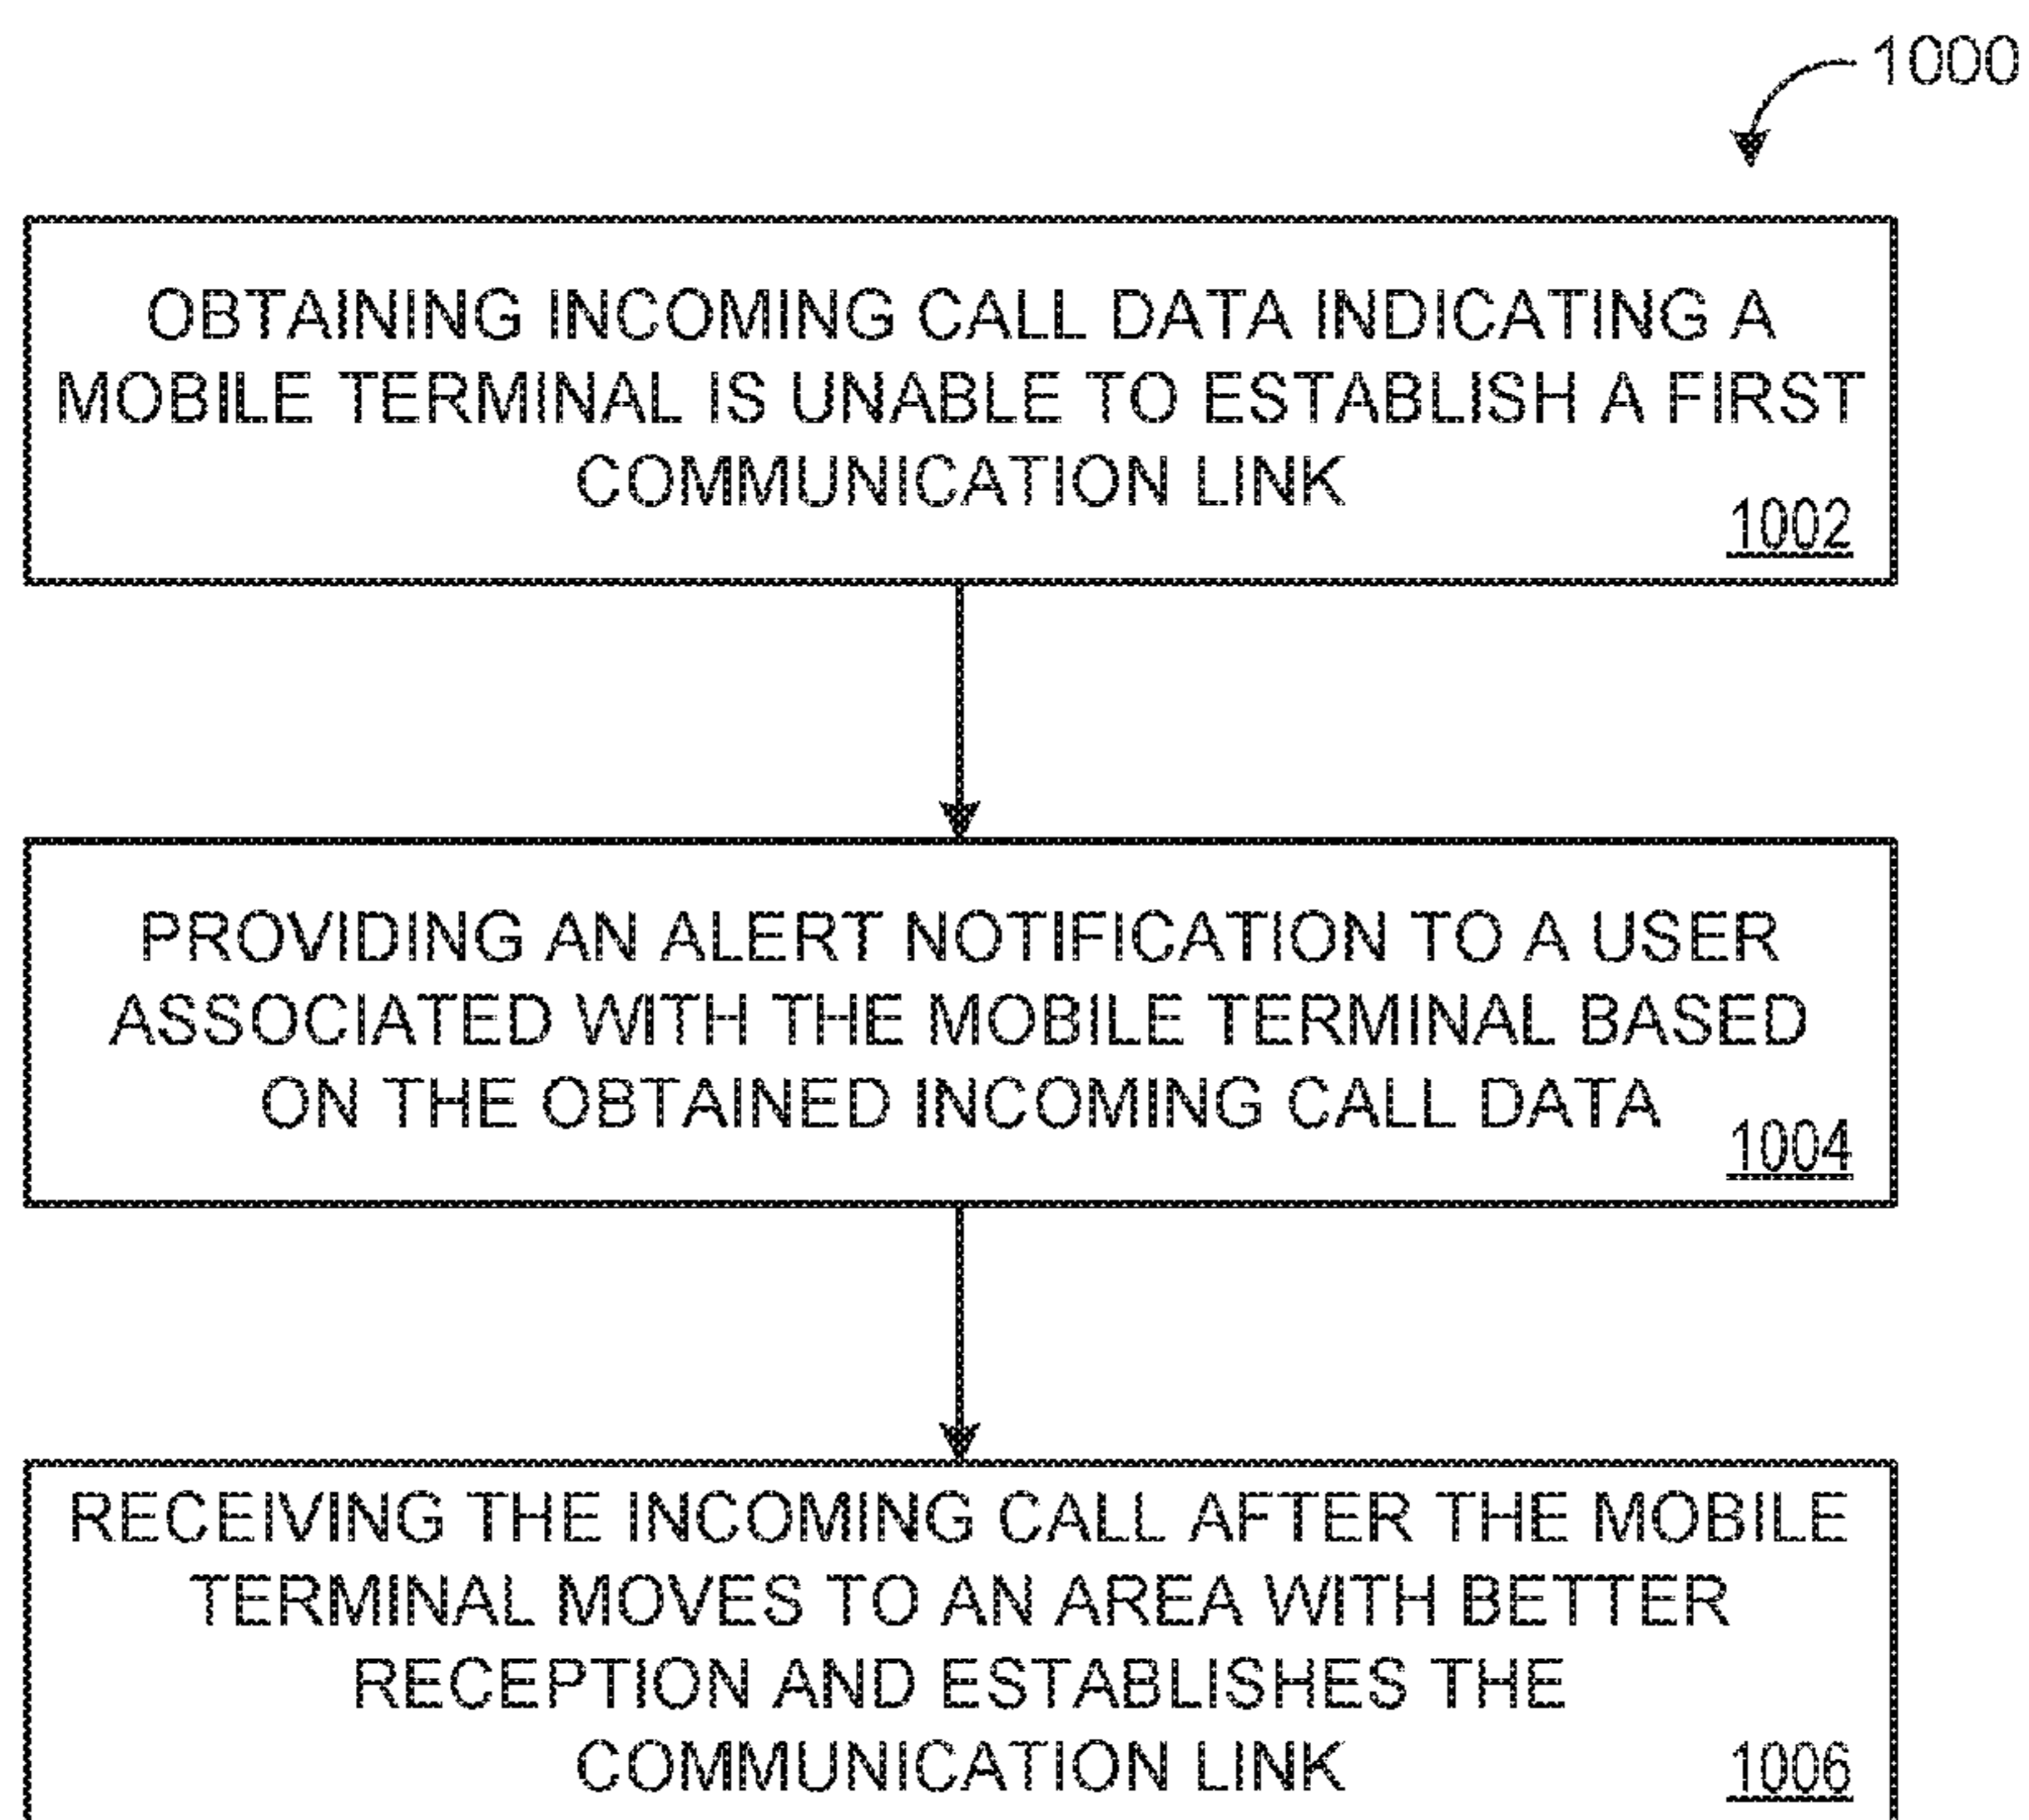 1000
OBTAINING INCOMING CALL DATA INDICATING A
MOBILE TERMINAL IS UNABLE TO ESTABLISH A FIRST
COMMUNICATION LINK
1002
PROVIDING AN ALERT NOTIFICATION TO A USER
ASSOCIATED WITH THE MOBILE TERMINAL BASED
ON THE OBTAINED INCOMING CALL DATA
1004
RECEIVING THE INCOMING CALL AFTER THE MOBILE
TERMINAL MOVES TO AN AREA WITH BETTER
RECEPTION AND ESTABLISHES THE
COMMUNICATION LINK
1006